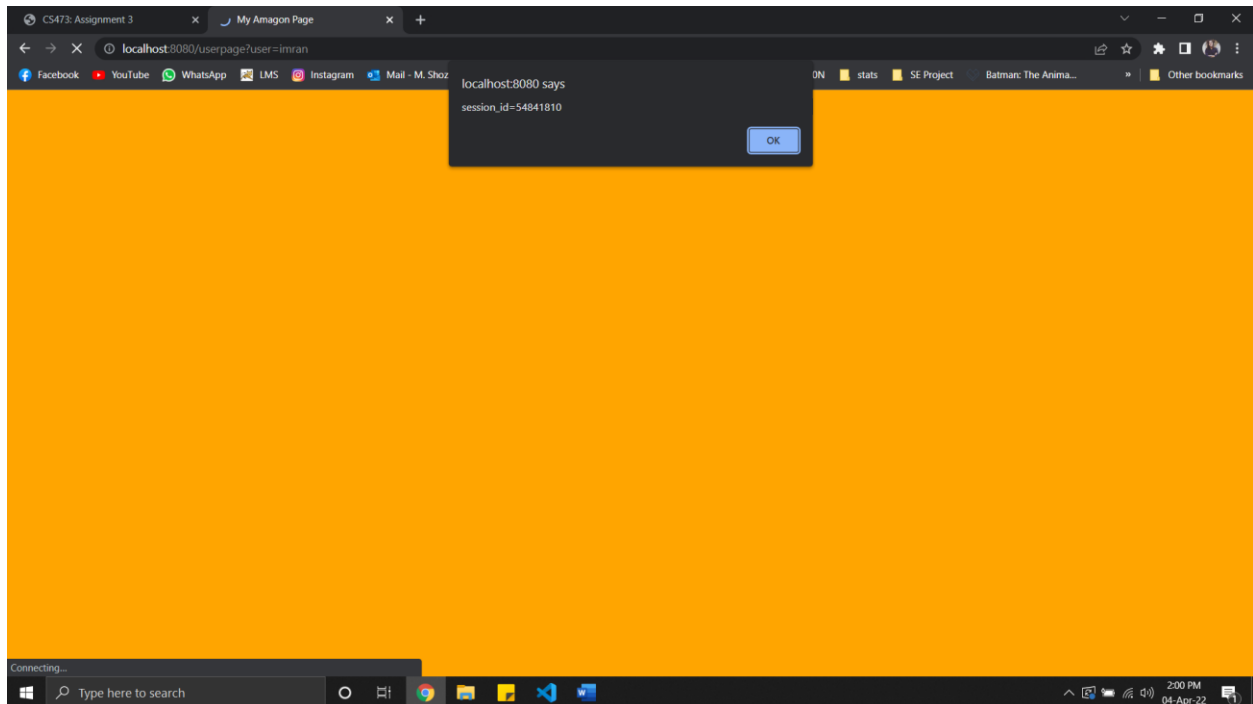 CS473: Assignment 3
My Amagon Page
localhost:8080/userpage?user=imran
Facebook YouTube WhatsApp LMS Instagram Mail - M. Shoz ON stats SE Project Batman: The Anima... » Other bookmarks
localhost:8080 says
session_id=54841810
OK
Connecting...
Type here to search
2:00 PM
04-Apr-22